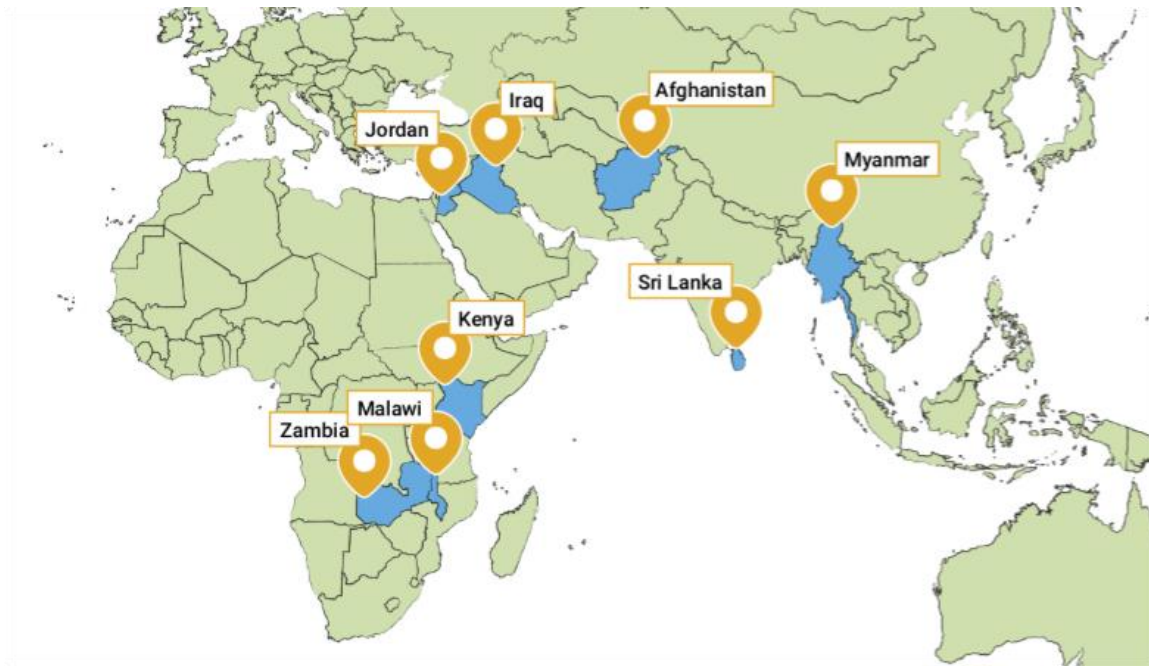 Afghanistan
Iraq
Jordan
Myanmar
Sri Lanka
Kenya
Malawi
Zambia